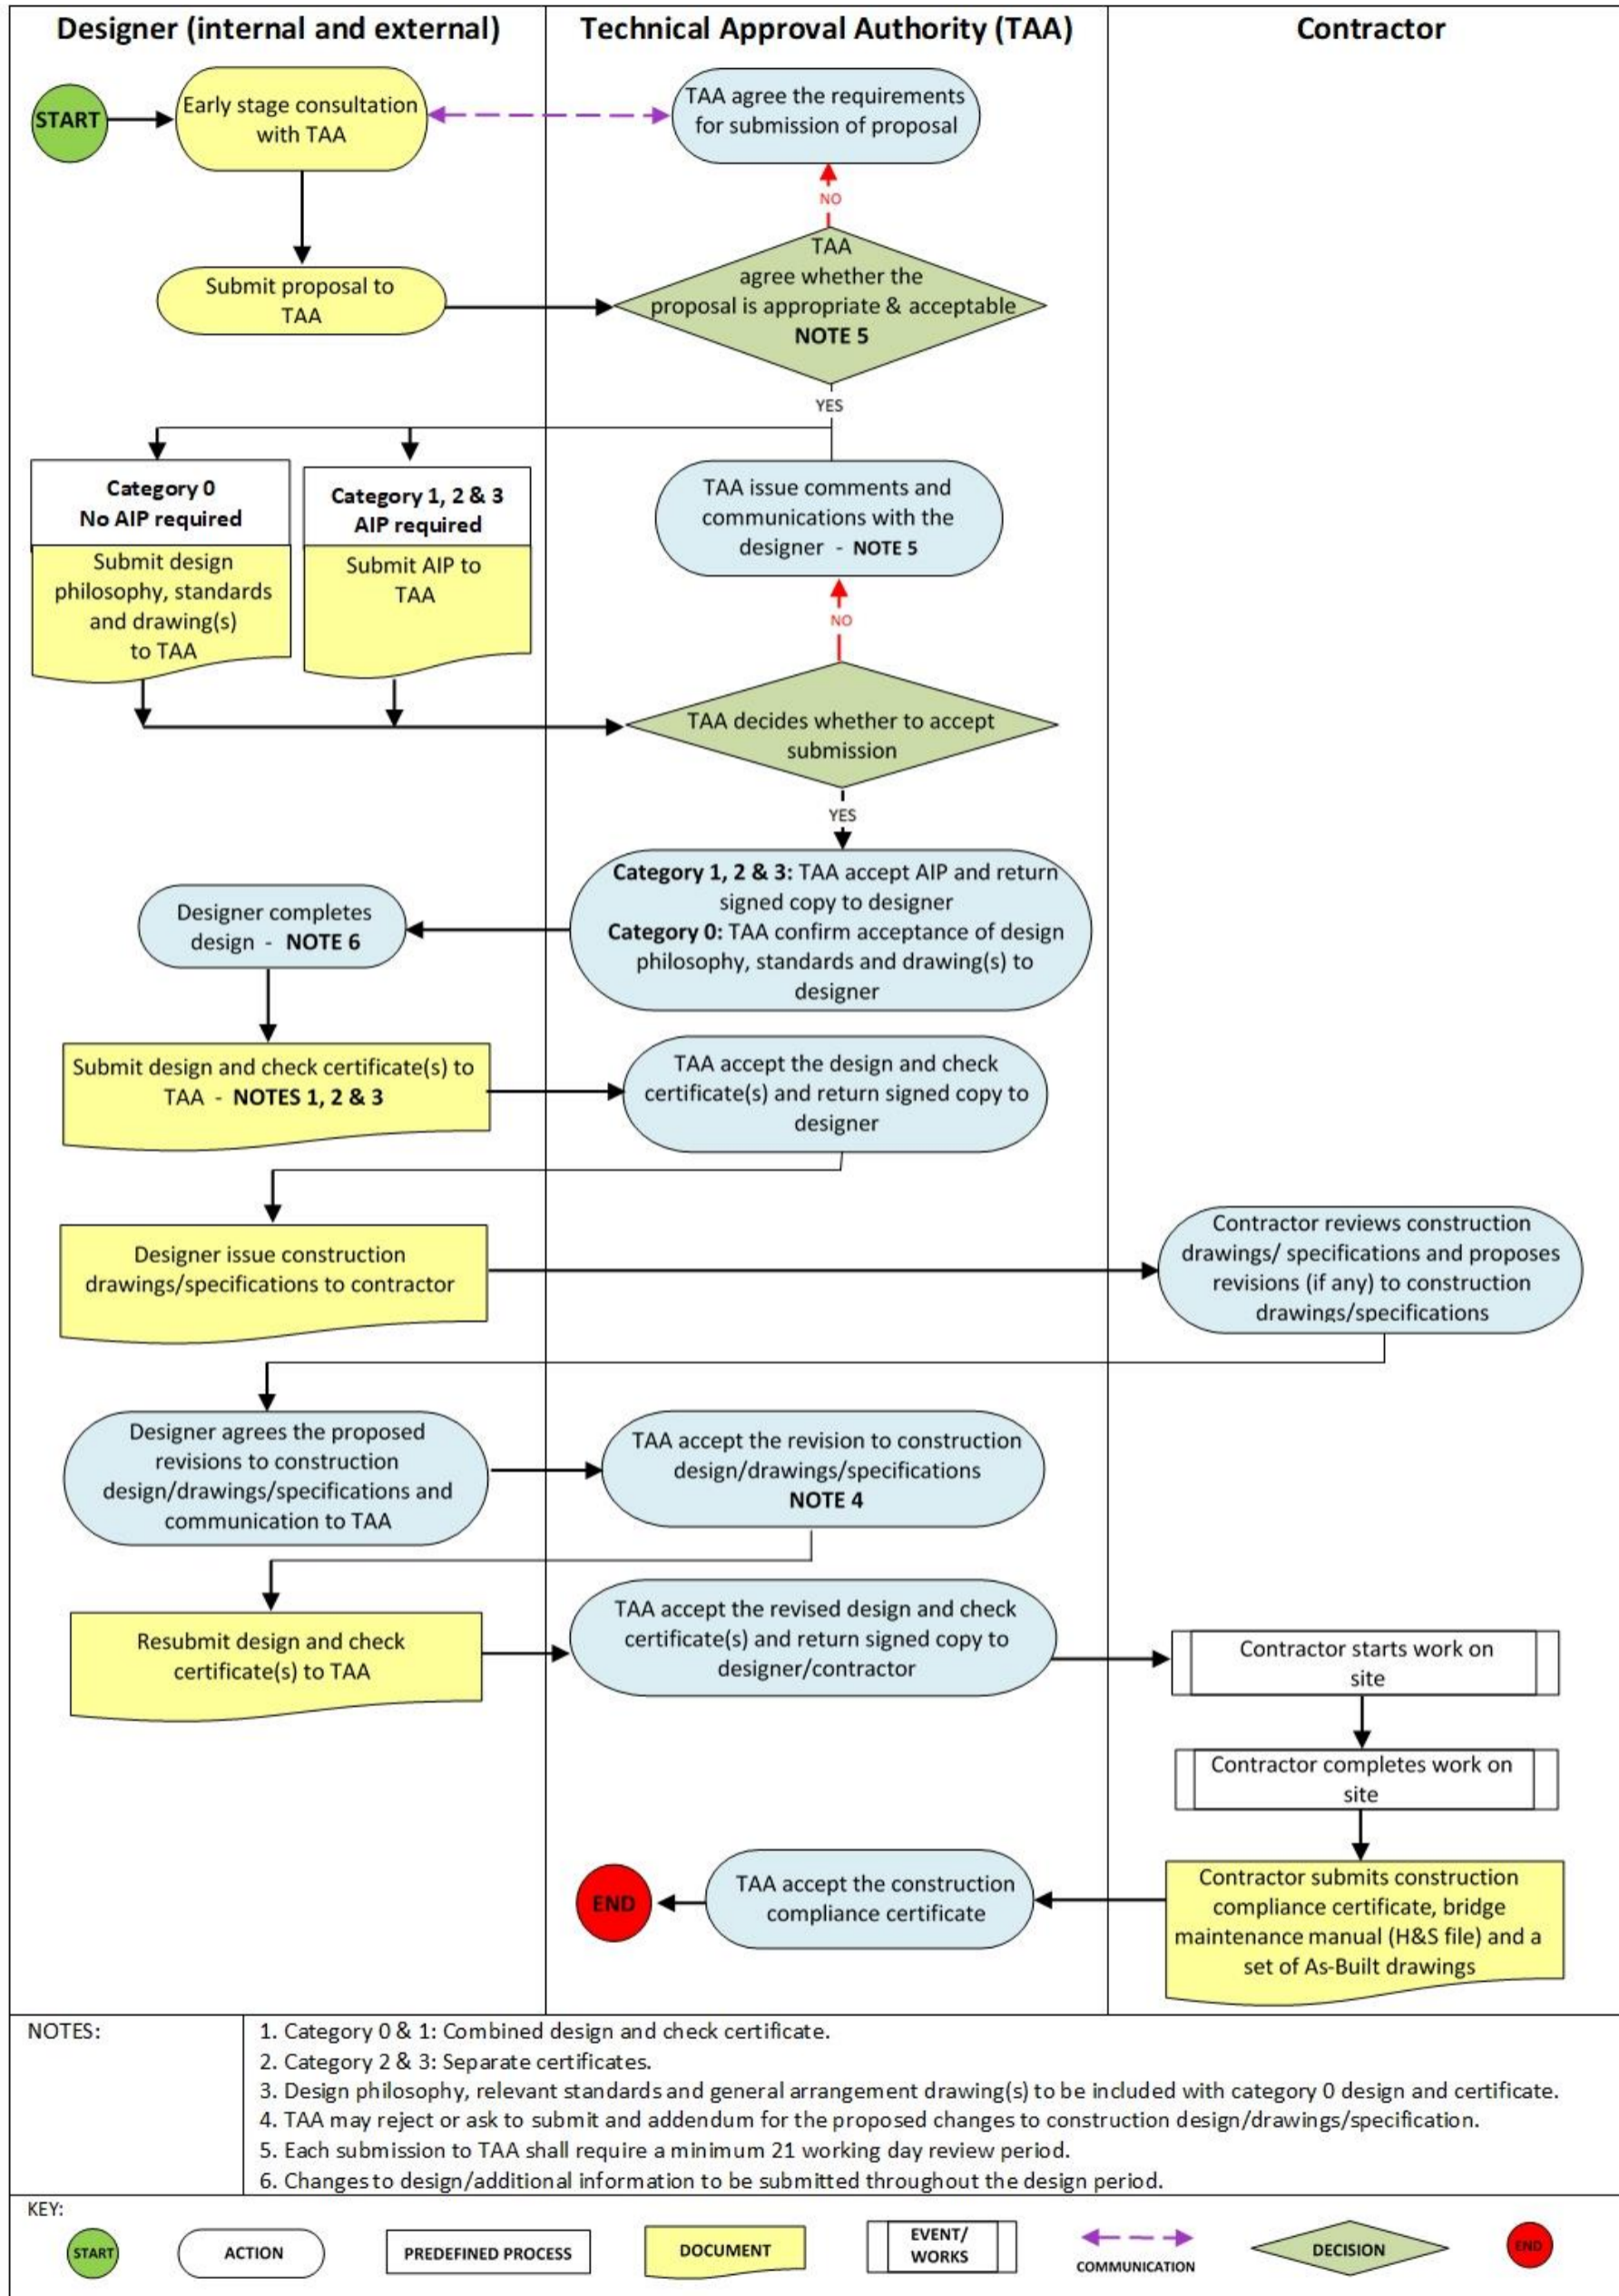 Designer (internal and external)
Technical Approval Authority (TAA)
Contractor
START
Early stage consultation
with TAA
TAA agree the requirements
for submission of proposal
NO
Submit proposal to
TAA
TAA
agree whether the
proposal is appropriate & acceptable
NOTE 5
YES
Category 0
No AIP required
Submit design
philosophy, standards
and drawing(s)
to TAA
Category 1, 2 & 3
AIP required
Submit AIP to
TAA
TAA issue comments and
communications with the
designer - NOTE 5
NO
TAA decides whether to accept
submission
YES
Category 1, 2 & 3: TAA accept AIP and return
signed copy to designer
Category 0: TAA confirm acceptance of design
philosophy, standards and drawing(s) to
designer
Designer completes
design - NOTE 6
Submit design and check certificate(s) to
TAA - NOTES 1, 2 & 3
TAA accept the design and check
certificate(s) and return signed copy to
designer
Designer issue construction
drawings/specifications to contractor
Contractor reviews construction
drawings/ specifications and proposes
revisions (if any) to construction
drawings/specifications
Designer agrees the proposed
revisions to construction
design/drawings/specifications and
communication to TAA
TAA accept the revision to construction
design/drawings/specifications
NOTE 4
Resubmit design and check
certificate(s) to TAA
TAA accept the revised design and check
certificate(s) and return signed copy to
designer/contractor
Contractor starts work on
site
Contractor completes work on
site
Contractor submits construction
compliance certificate, bridge
maintenance manual (H&S file) and a
set of As-Built drawings
TAA accept the construction
compliance certificate
END
NOTES:
1. Category 0 & 1: Combined design and check certificate.
2. Category 2 & 3: Separate certificates.
3. Design philosophy, relevant standards and general arrangement drawing(s) to be included with category 0 design and certificate.
4. TAA may reject or ask to submit and addendum for the proposed changes to construction design/drawings/specification.
5. Each submission to TAA shall require a minimum 21 working day review period.
6. Changes to design/additional information to be submitted throughout the design period.
KEY:
START
ACTION
PREDEFINED PROCESS
DOCUMENT
EVENT/
WORKS
COMMUNICATION
DECISION
END